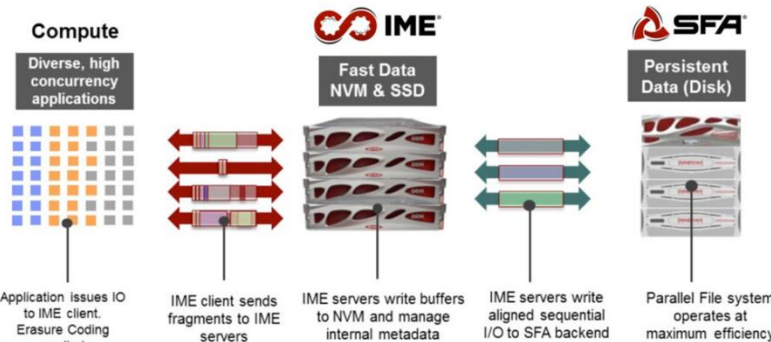 Compute
IME
SFA
Diverse, high
concurrency
applications
Fast Data
NVM & SSD
Persistent
Data (Disk)
Application issues IO
to IME client.
Erasure Coding
IME client sends
fragments to IME
servers
IME servers write buffers
to NVM and manage
internal metadata
IME servers write
aligned sequential
I/O to SFA backend
Parallel File system
operates at
maximum efficiency